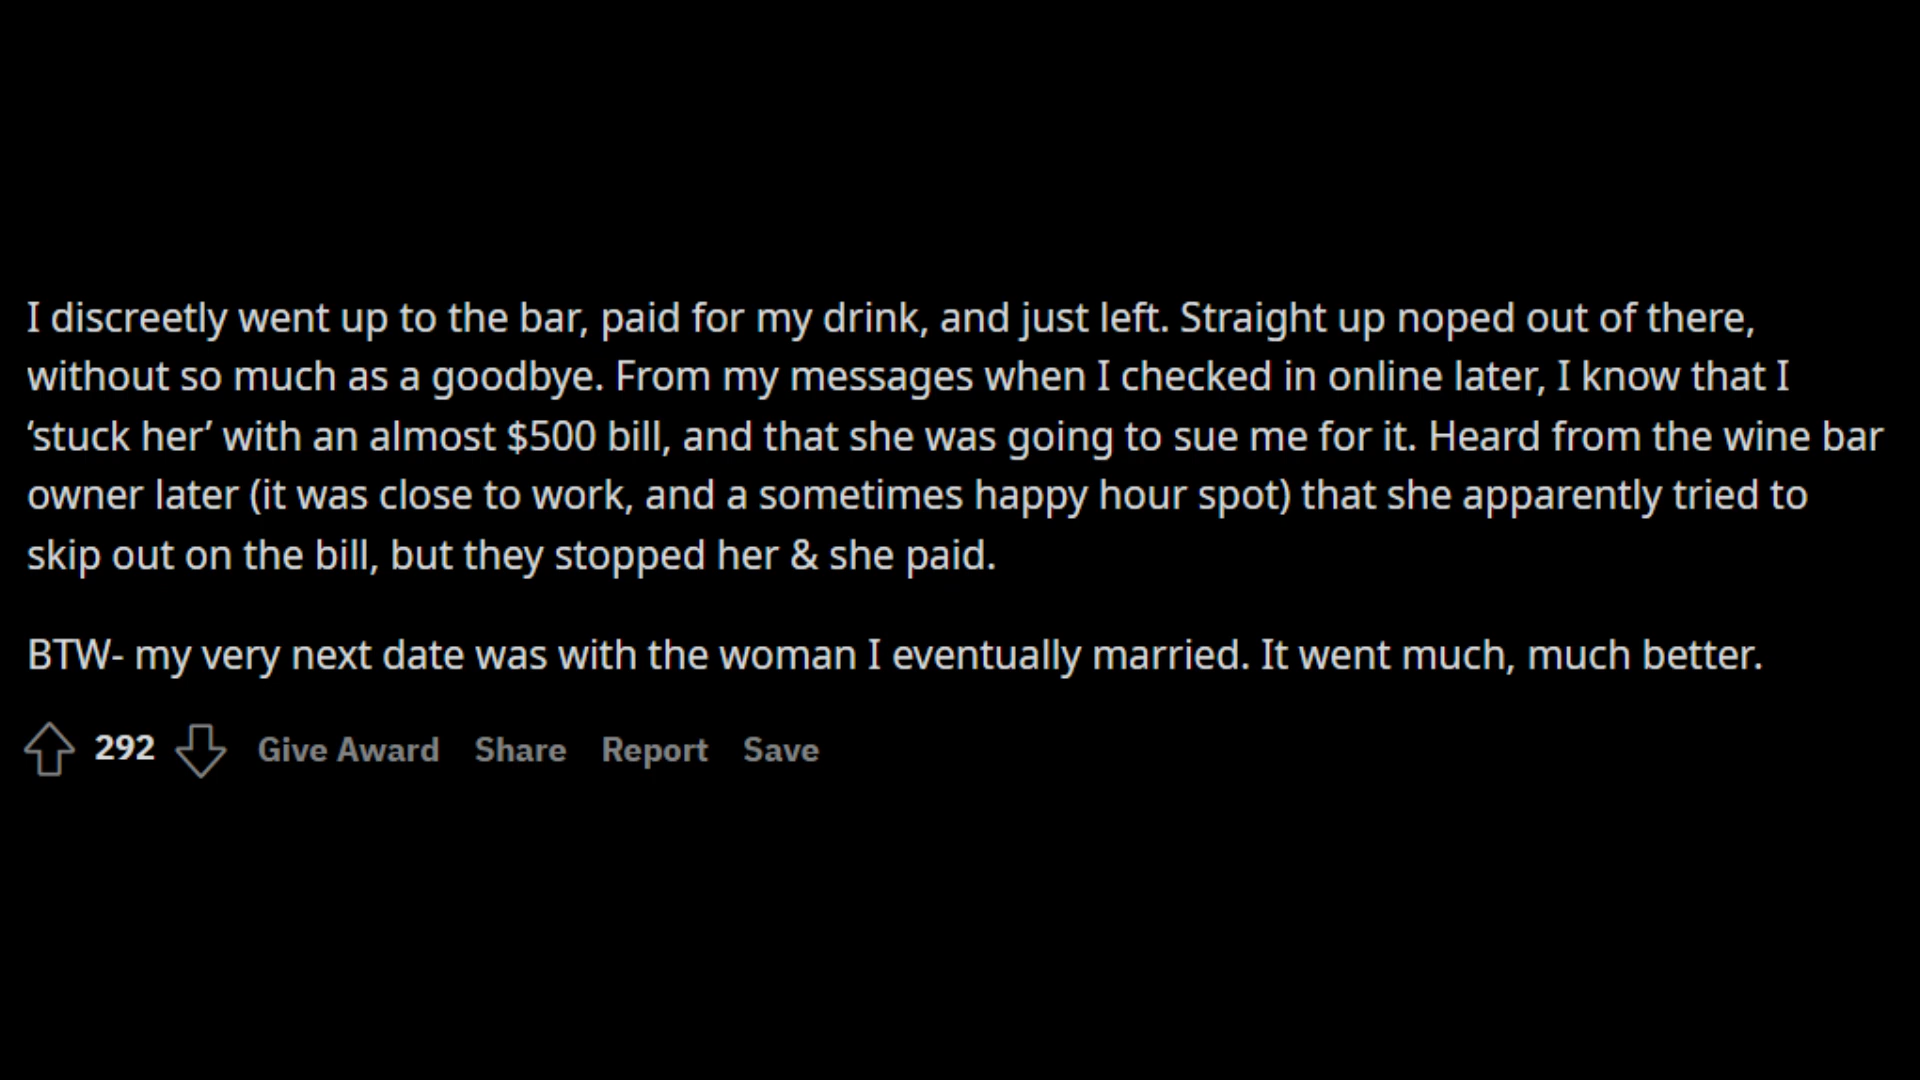 I discreetly went up to the bar, paid for my drink, and just left. Straight up noped out of there,
without so much as a goodbye. From my messages when I checked in online later, I know that I
‘stuck her’ with an almost $500 bill, and that she was going to sue me for it. Heard from the wine bar
owner later (it was close to work, and a sometimes happy hour spot) that she apparently tried to
skip out on the bill, but they stopped her & she paid.
BTW- my very next date was with the woman I eventually married. It went much, much better.
292 Give Award Share Report Save